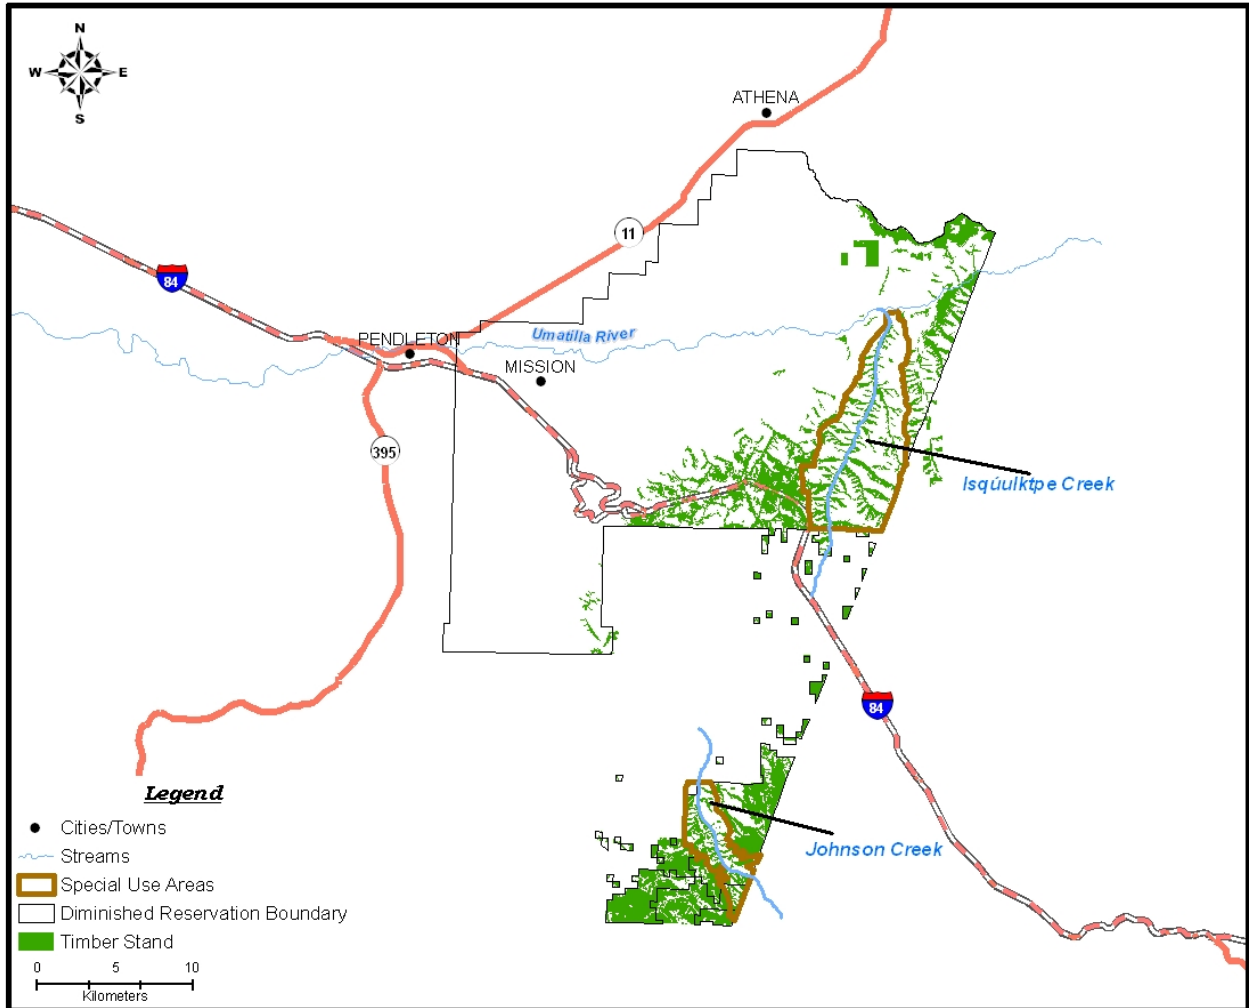 N
W E
S
ATHENA
11
84
Umatilla River
PENDLETON
MISSION
395
Isqúulktpe Creek
84
Johnson Creek
Legend
Cities/Towns
Streams
Special Use Areas
Diminished Reservation Boundary
Timber Stand
0 5 10
Kilometers